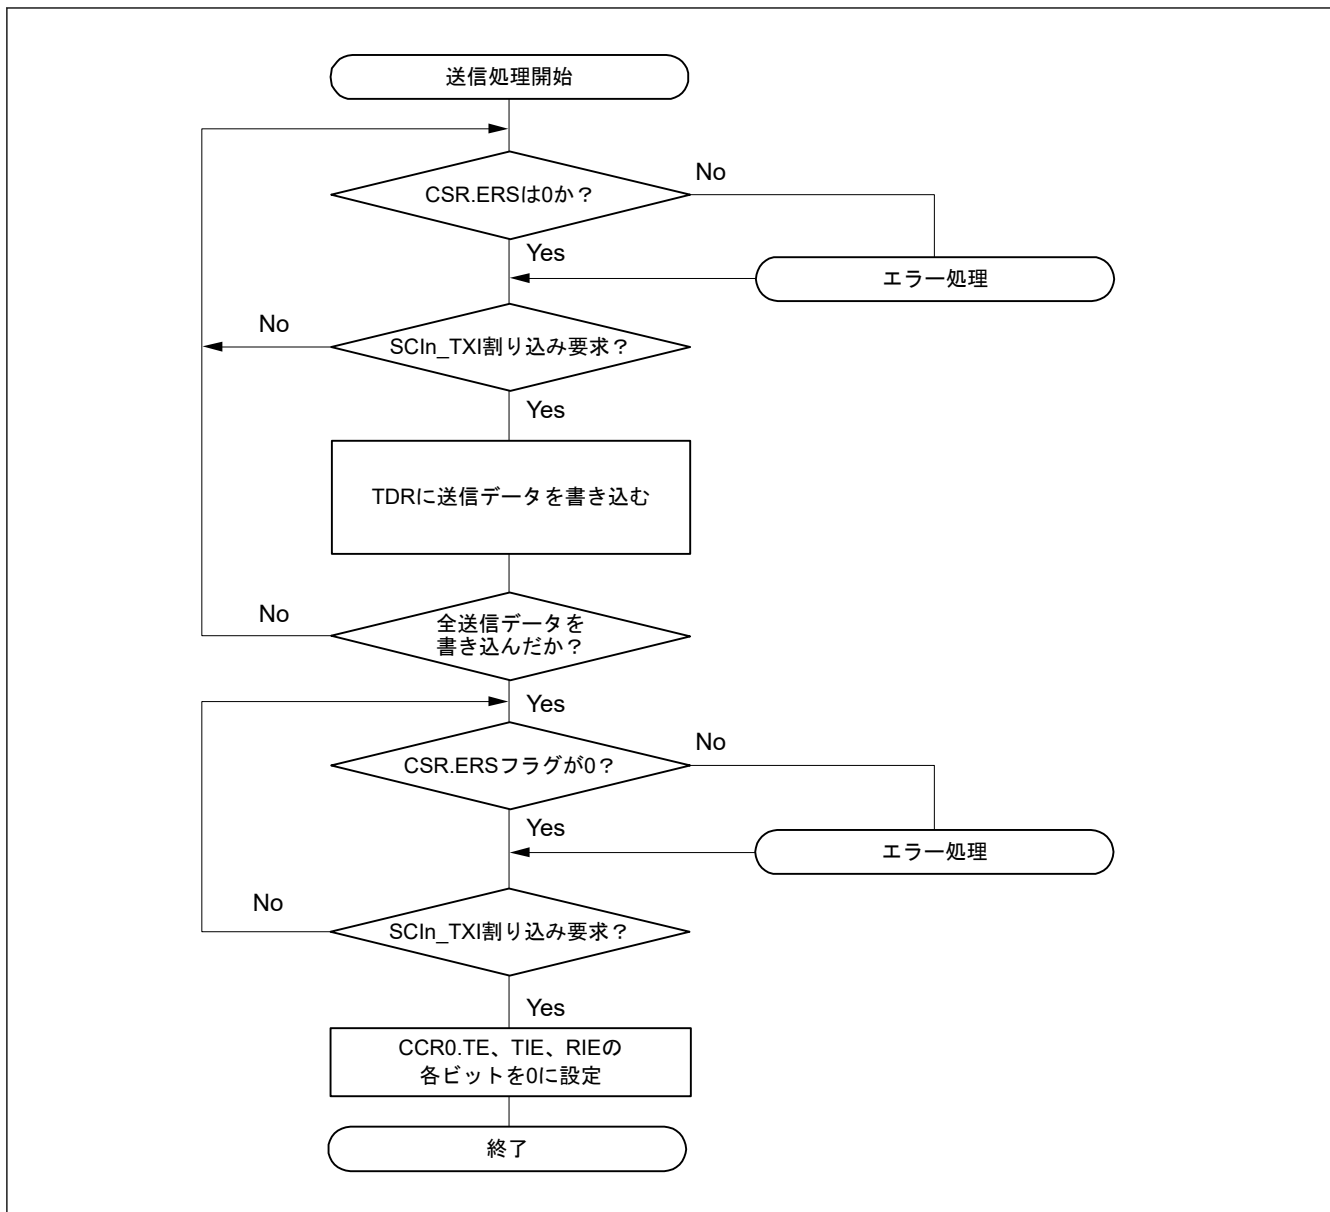 送信処理開始
CSR.ERSは0か？
No
Yes
エラー処理
No
SCIn_TXI割り込み要求？
Yes
TDRに送信データを書き込む
No
全送信データを
書き込んだか？
Yes
CSR.ERSフラグが0？
No
Yes
エラー処理
No
SCIn_TXI割り込み要求？
Yes
CCR0.TE、TIE、RIEの
各ビットを0に設定
終了